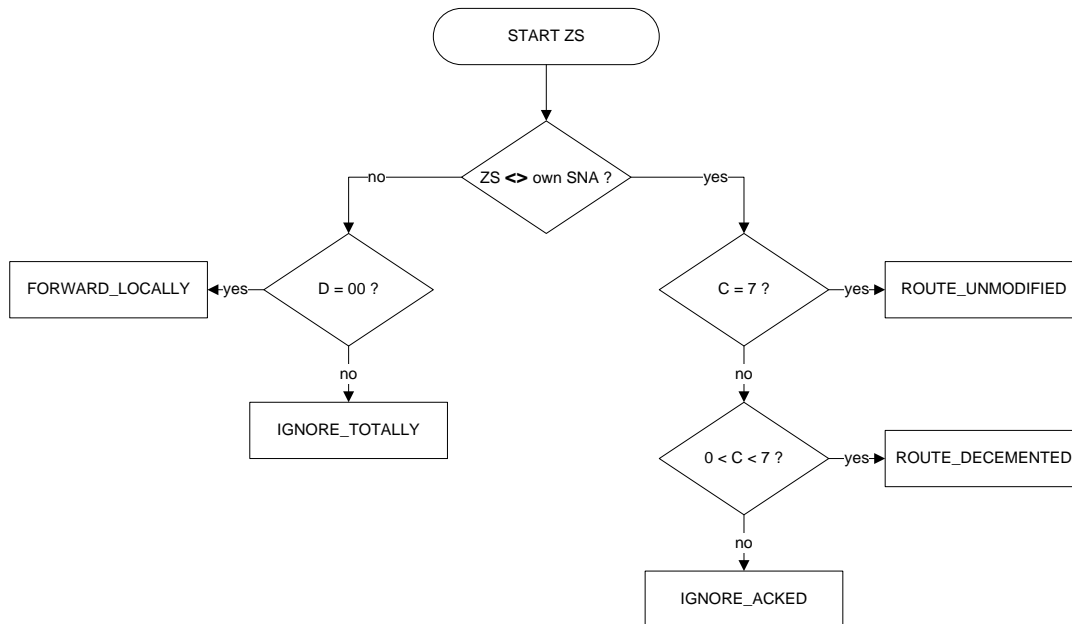 START ZS
ZS <> own SNA ?
no
yes
D = 00 ?
FORWARD_LOCALLY
yes
C = 7 ?
yes
ROUTE_UNMODIFIED
no
no
IGNORE_TOTALLY
0 < C < 7 ?
yes
ROUTE_DECEMENTED
no
IGNORE_ACKED